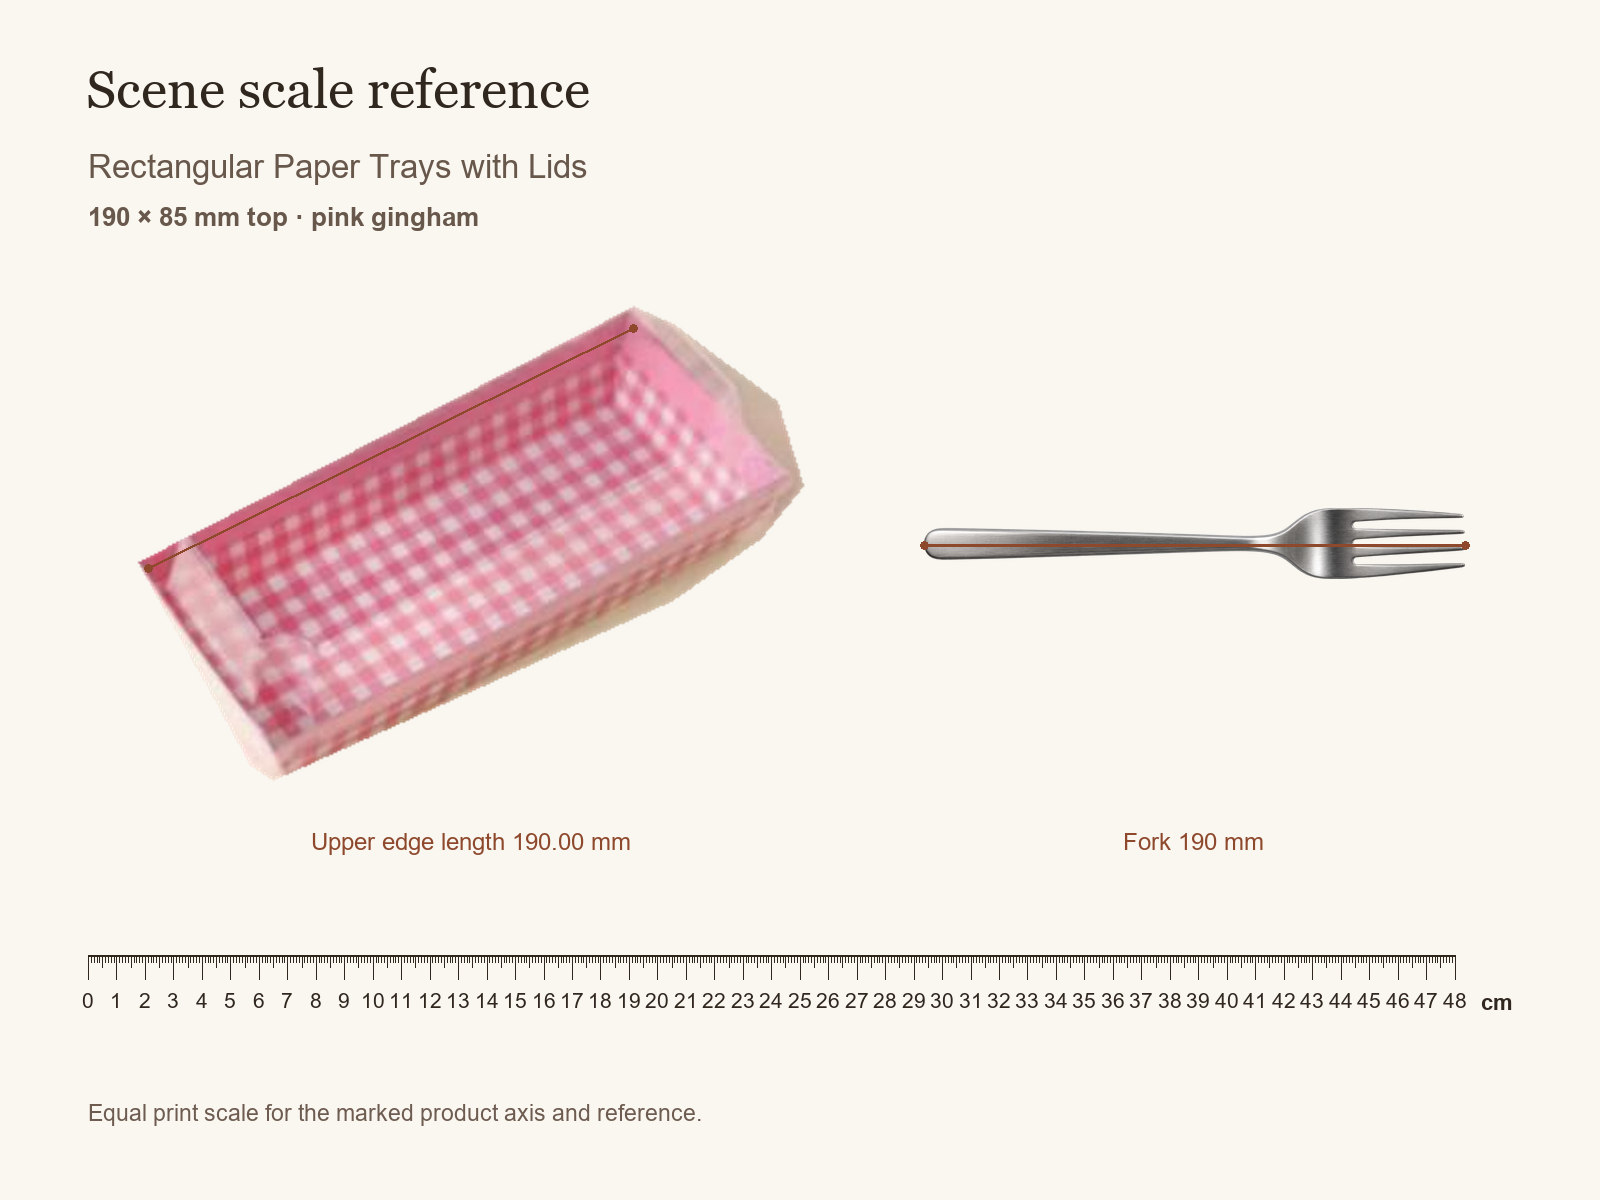 Scene scale reference
Rectangular Paper Trays with Lids
190 × 85 mm top · pink gingham
Upper edge length 190.00 mm
Fork 190 mm
0 1 2 3 4 5 6 7 8 9 10 11 12 13 14 15 16 17 18 19 20 21 22 23 24 25 26 27 28 29 30 31 32 33 34 35 36 37 38 39 40 41 42 43 44 45 46 47 48 cm
Equal print scale for the marked product axis and reference.